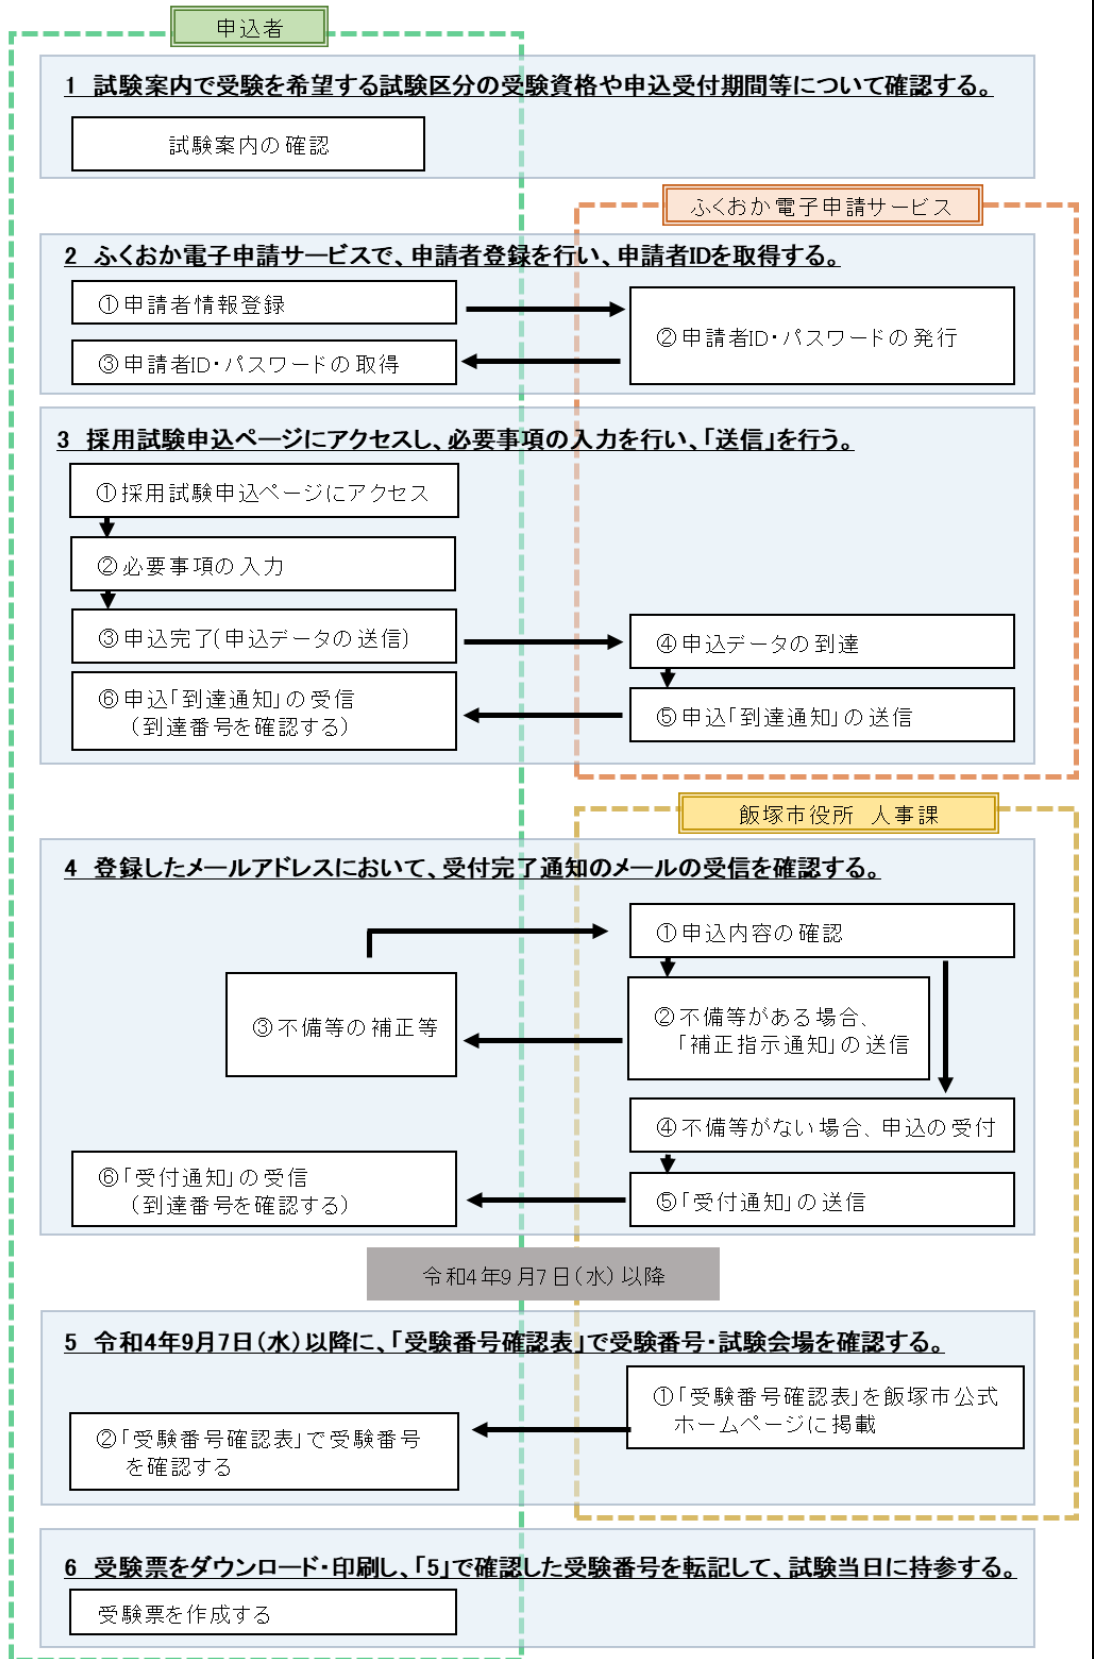 申込者
1　試験案内で受験を希望する試験区分の受験資格や申込受付期間等について確認する。
試験案内の確認
ふくおか電子申請サービス
2　ふくおか電子申請サービスで、申請者登録を行い、申請者IDを取得する。
①申請者情報登録
②申請者ID・パスワードの発行
③申請者ID・パスワードの取得
3　採用試験申込ページにアクセスし、必要事項の入力を行い、「送信」を行う。
①採用試験申込ページにアクセス
②必要事項の入力
③申込完了(申込データの送信)
④申込データの到達
⑥申込「到達通知」の受信
（到達番号を確認する）
⑤申込「到達通知」の送信
飯塚市役所　人事課
4　登録したメールアドレスにおいて、受付完了通知のメールの受信を確認する。
①申込内容の確認
②不備等がある場合、
「補正指示通知」の送信
③不備等の補正等
④不備等がない場合、申込の受付
⑥「受付通知」の受信
（到達番号を確認する）
⑤「受付通知」の送信
令和4年9月7日（水）以降
5　令和4年9月7日（水）以降に、「受験番号確認表」で受験番号・試験会場を確認する。
①「受験番号確認表」を飯塚市公式
ホームページに掲載
②「受験番号確認表」で受験番号
を確認する
6　受験票をダウンロード・印刷し、「5」で確認した受験番号を転記して、試験当日に持参する。
受験票を作成する